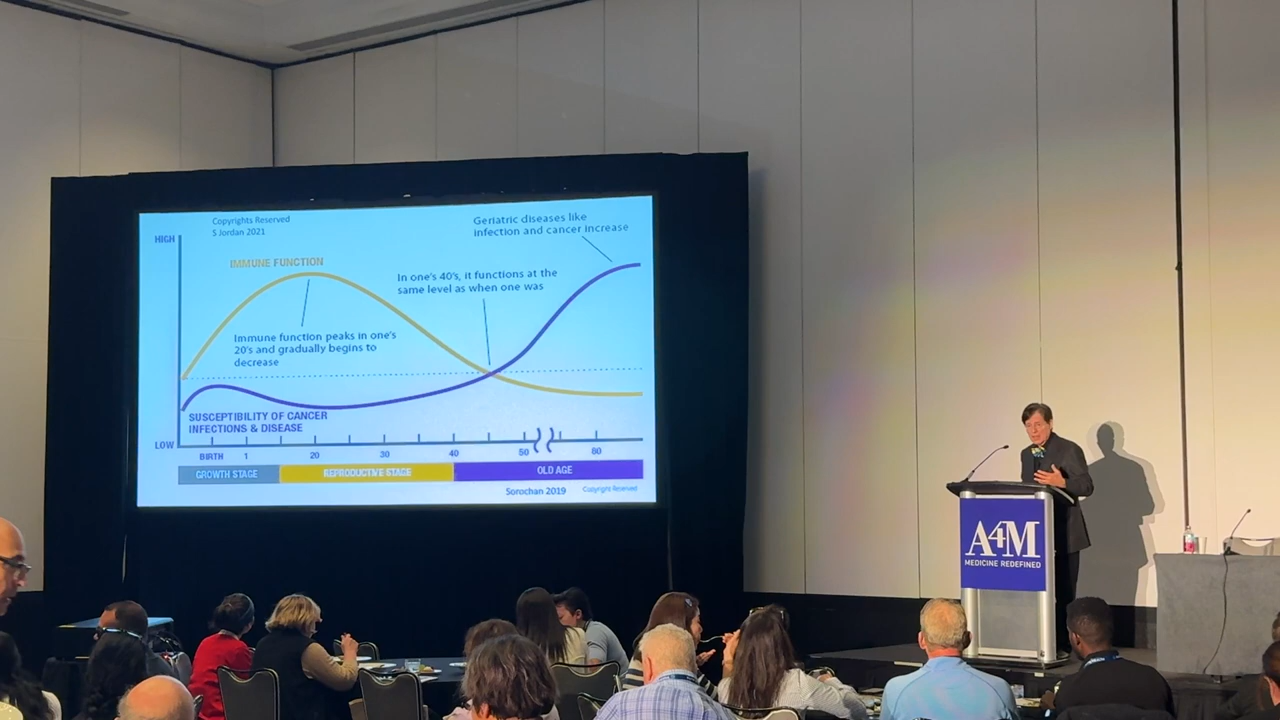 Copyrights Reserved
S Jordan 2021
Geriatric diseases like
infection and cancer increase
HIGH
IMMUNE FUNCTION
In one's 40's, it functions at the
same level as when one was
Immune function peaks in one's
20's and gradually begins to
decrease
SUSCEPTIBILITY OF CANCER
INFECTIONS & DISEASE
LOW
BIRTH 1 20 30 40 50 60
GROWTH STAGE REPRODUCTIVE STAGE OLD AGE
Sorochan 2019 Copyright Reserved
A4M
MEDICINE REDEFINED